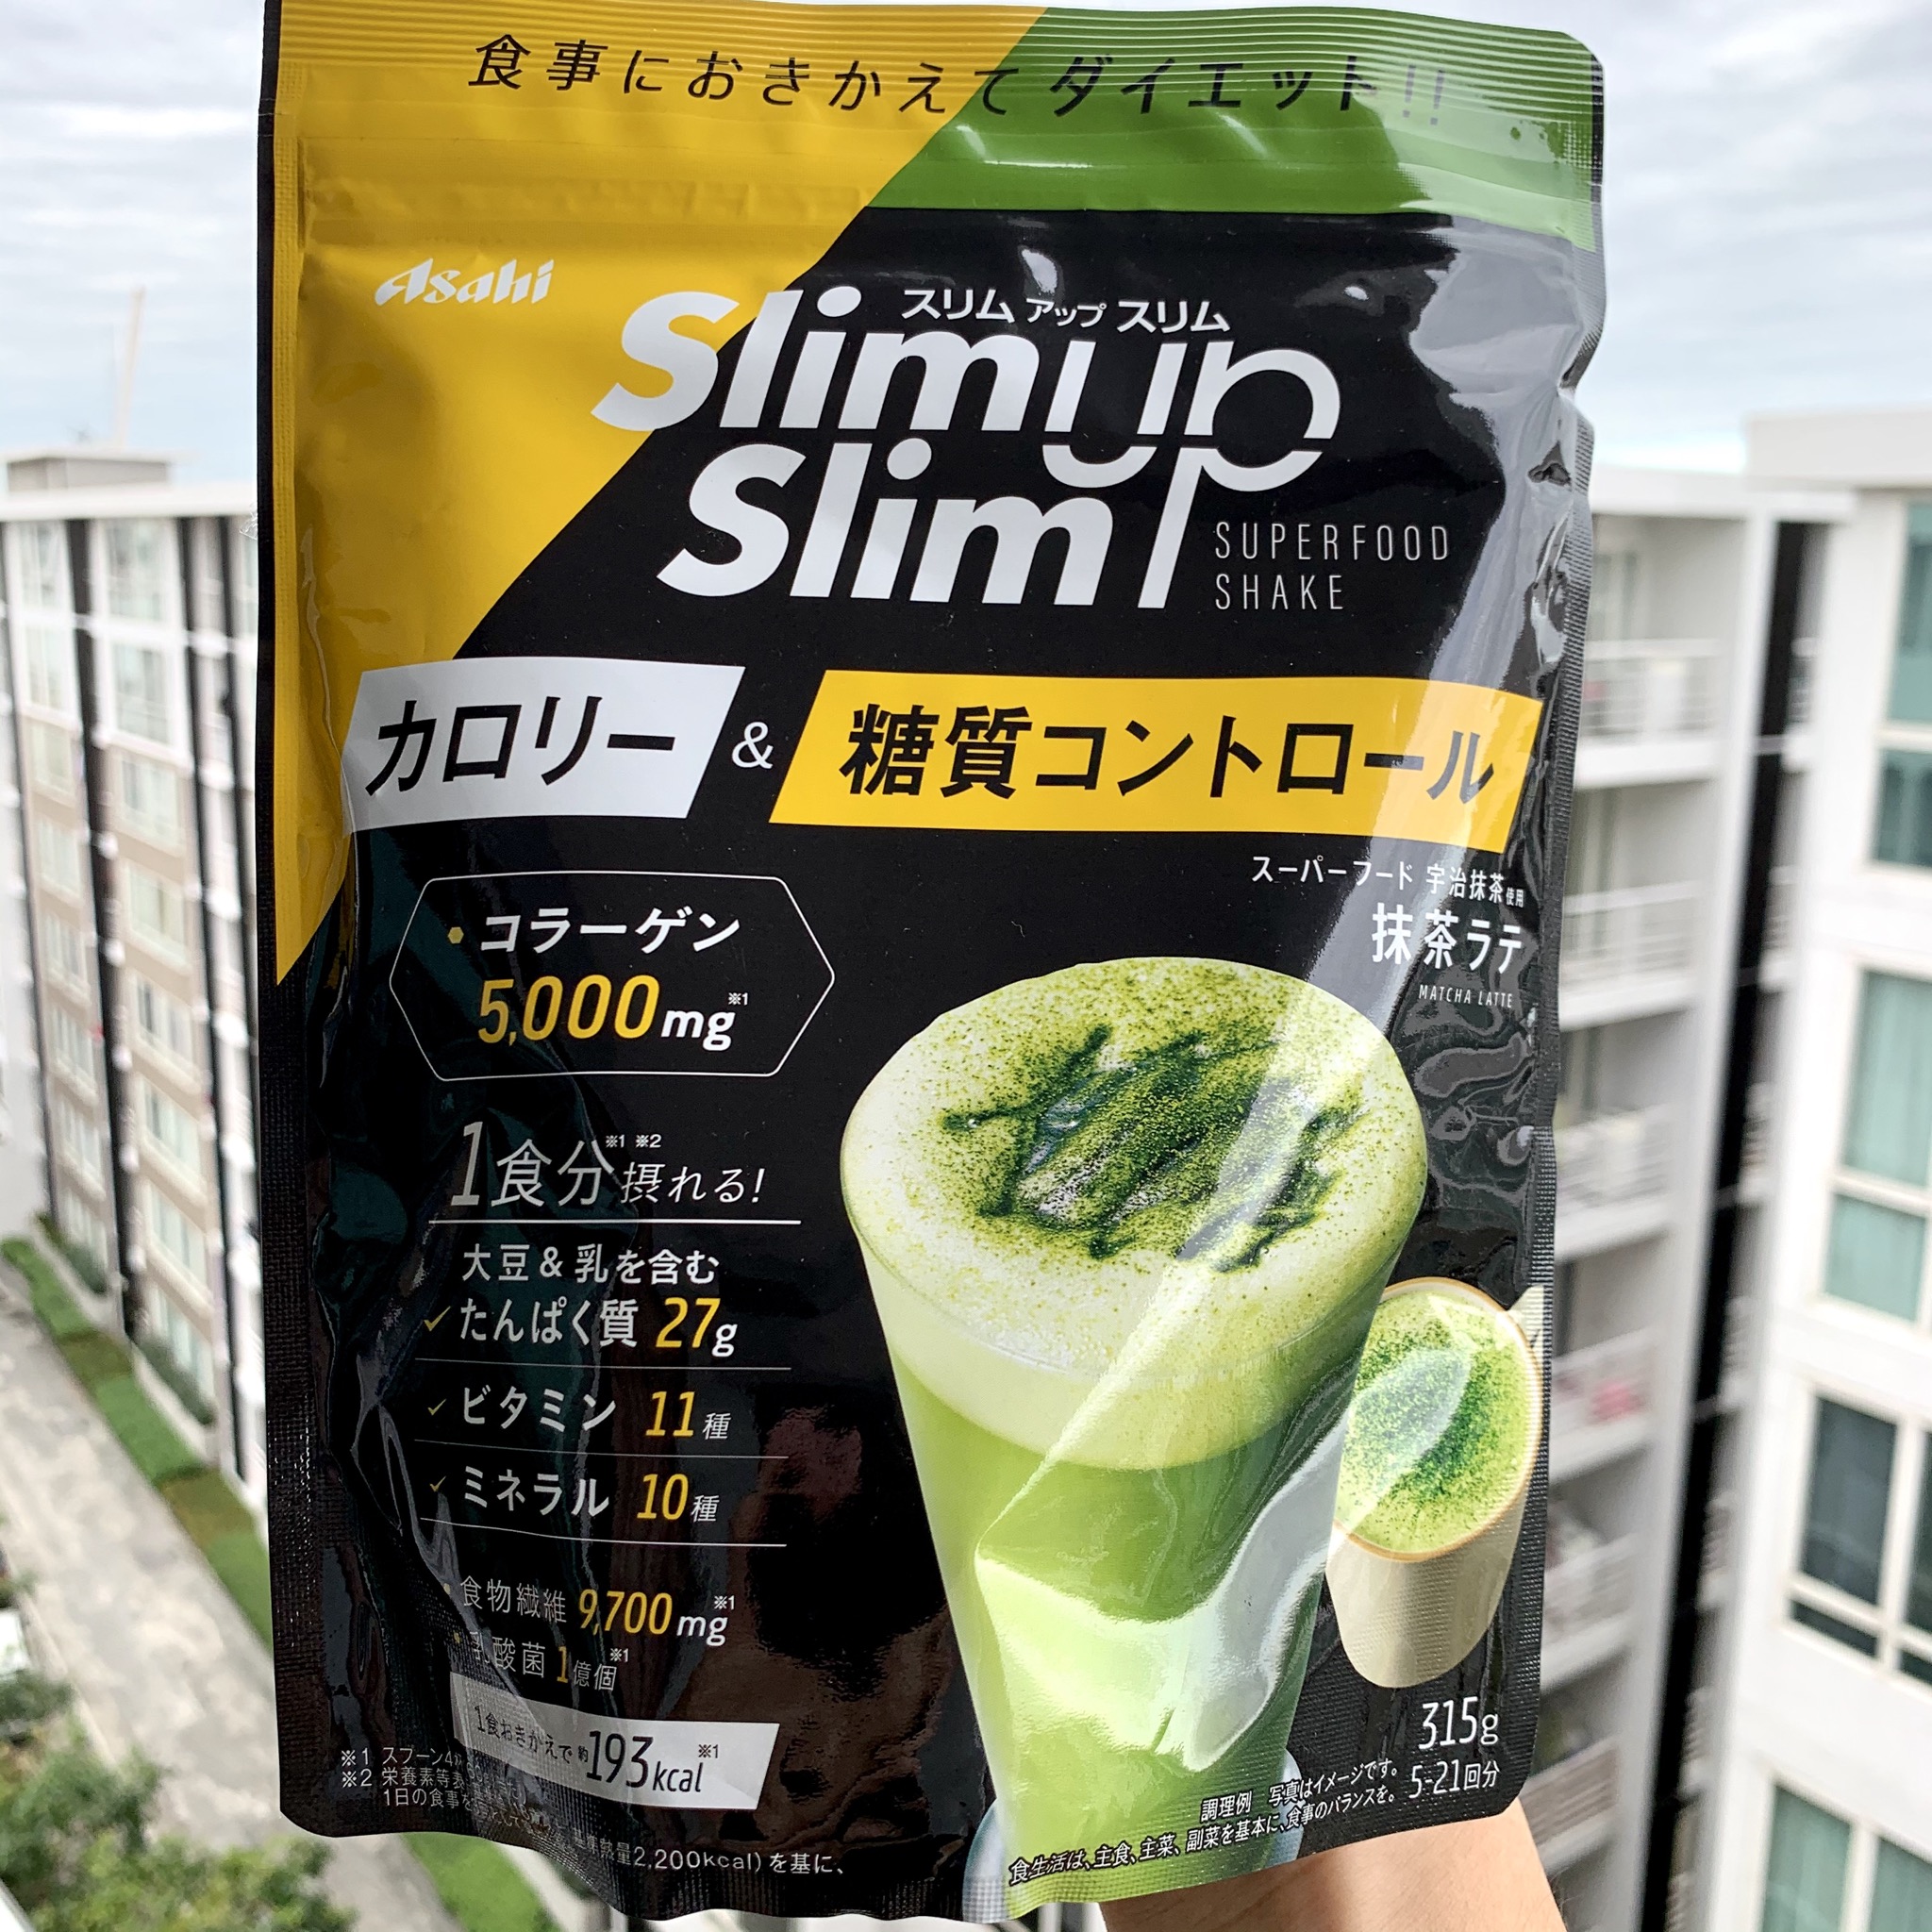 食事におきかえてダイエット!!
Asahi
スリムアップスリム
Slimup
Slim
SUPERFOOD
SHAKE
カロリー & 糖質コントロール
スーパーフード 宇治抹茶使用
抹茶ラテ
MATCHA LATTE
コラーゲン
5,000mg※1
1食分※1 ※2摂れる!
大豆&乳を含む
たんぱく質 27g
ビタミン 11種
ミネラル 10種
食物繊維 9,700mg※1
乳酸菌 1億個※1
1食おきかえで 約193kcal※1
※1 スプーン4
※2 栄養素等
1日の食事を
2,200kcal)を基に、
315g
5-21回分
調理例 写真はイメージです。
食生活は、主食、主菜、副菜を基本に、食事のバランスを。